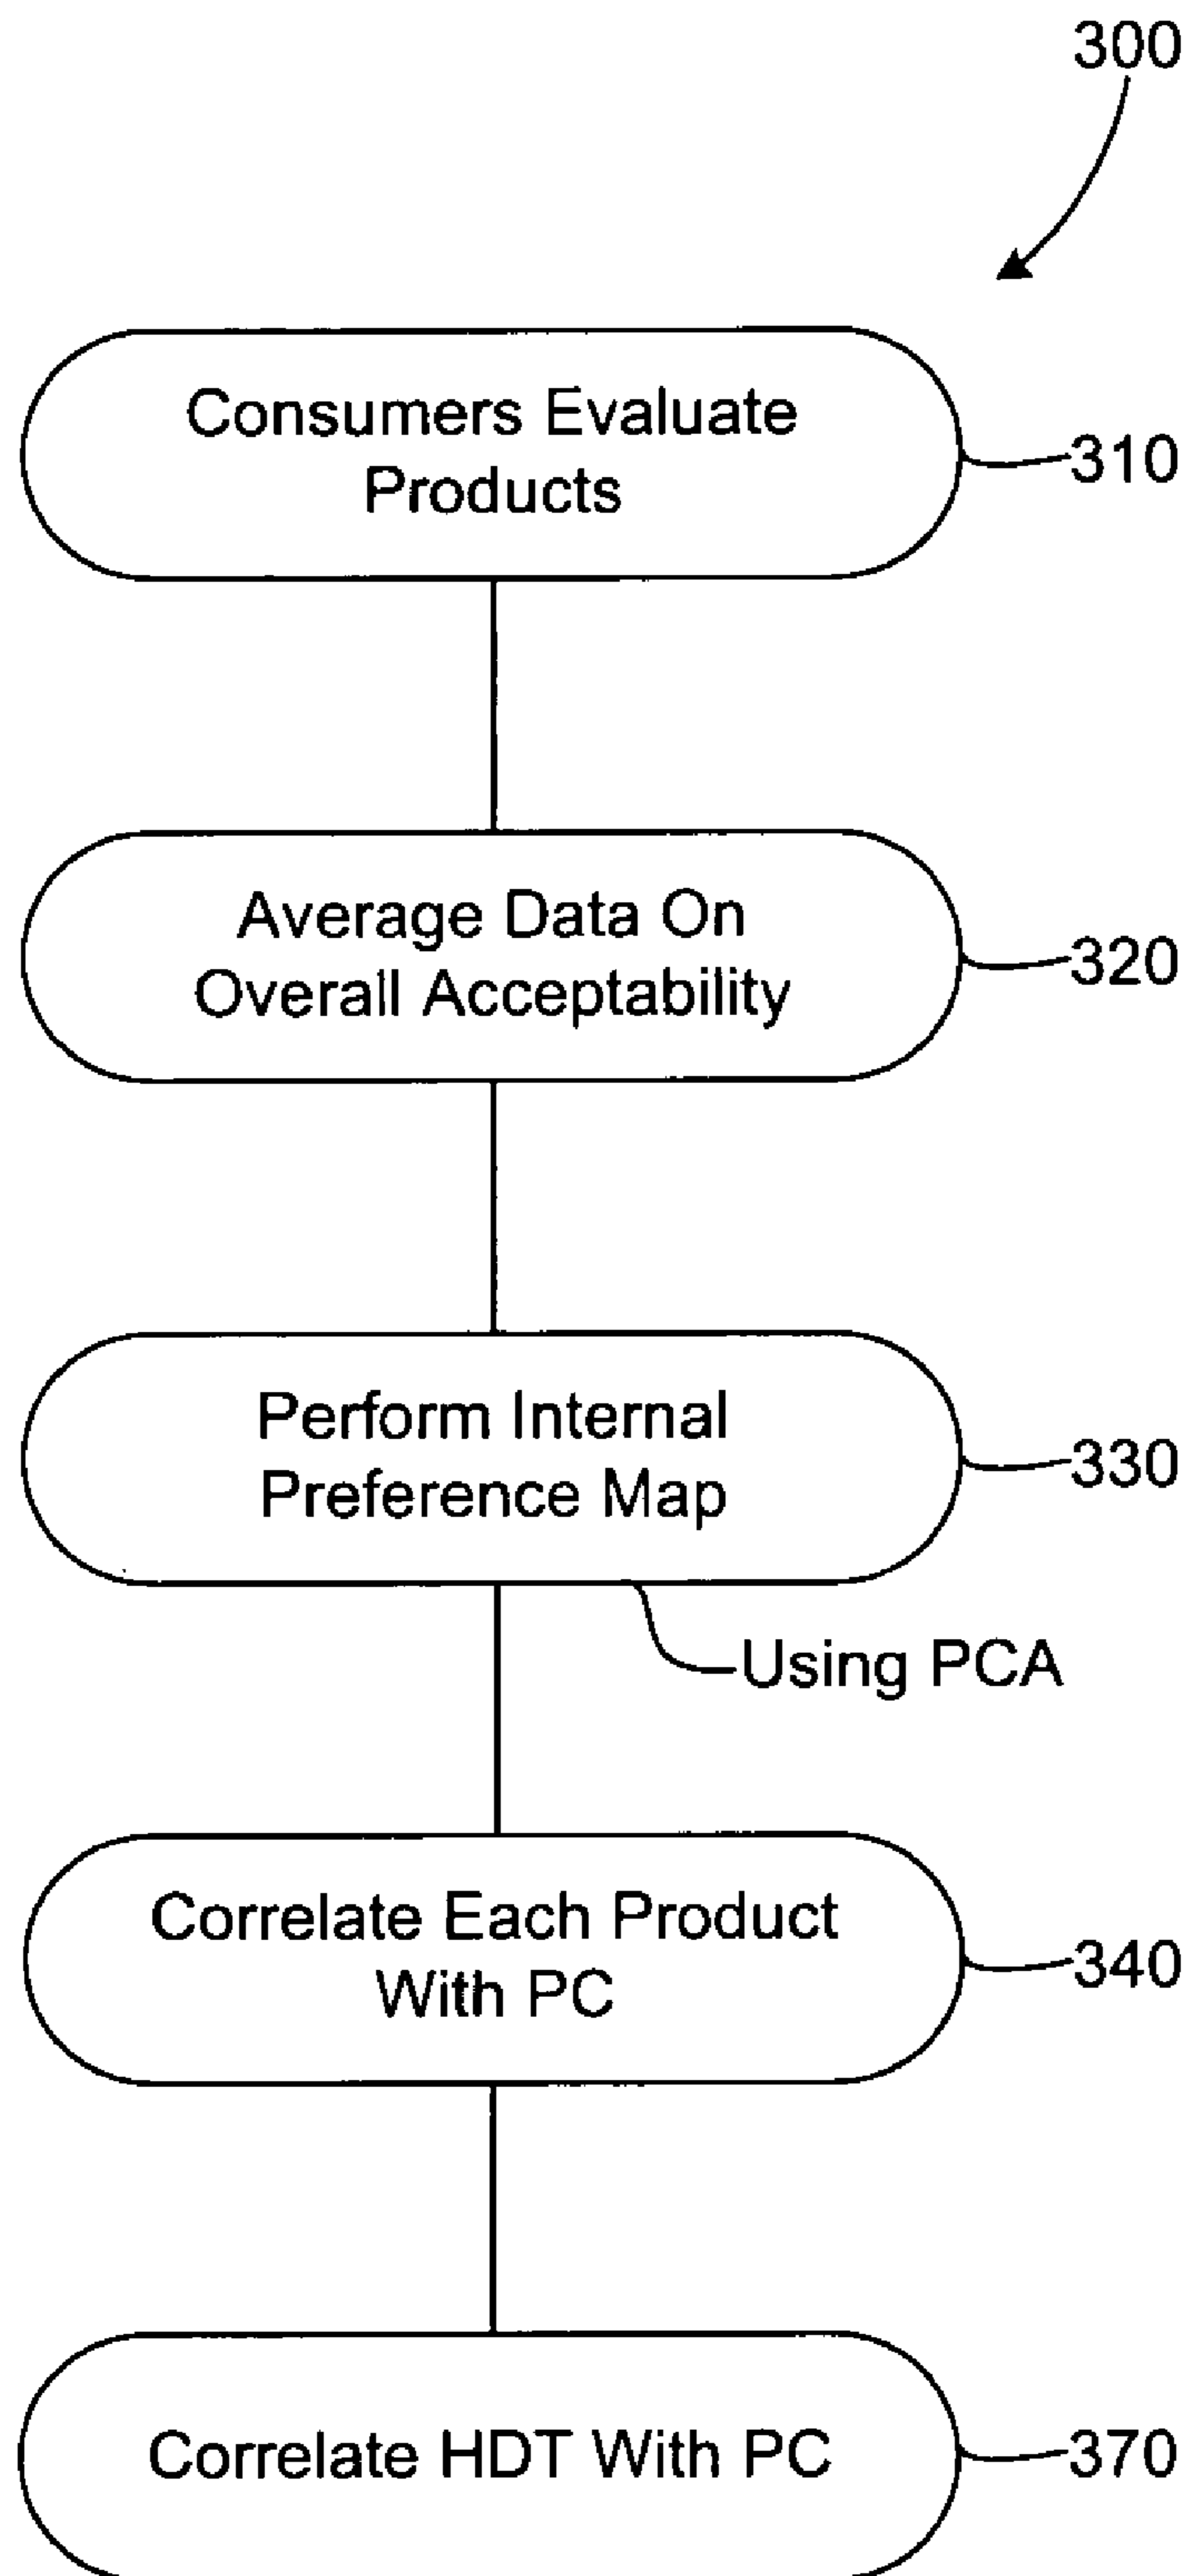 300
Consumers Evaluate
Products
310
Average Data On
Overall Acceptability
320
Perform Internal
Preference Map
330
Using PCA
Correlate Each Product
With PC
340
Correlate HDT With PC
370